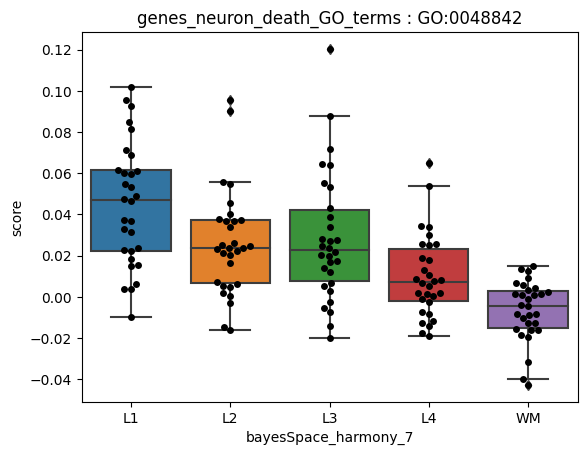 genes_neuron_death_GO_terms : GO:0048842
score
0.12
0.10
0.08
0.06
0.04
0.02
0.00
−0.02
−0.04
L1 L2 L3 L4 WM
bayesSpace_harmony_7